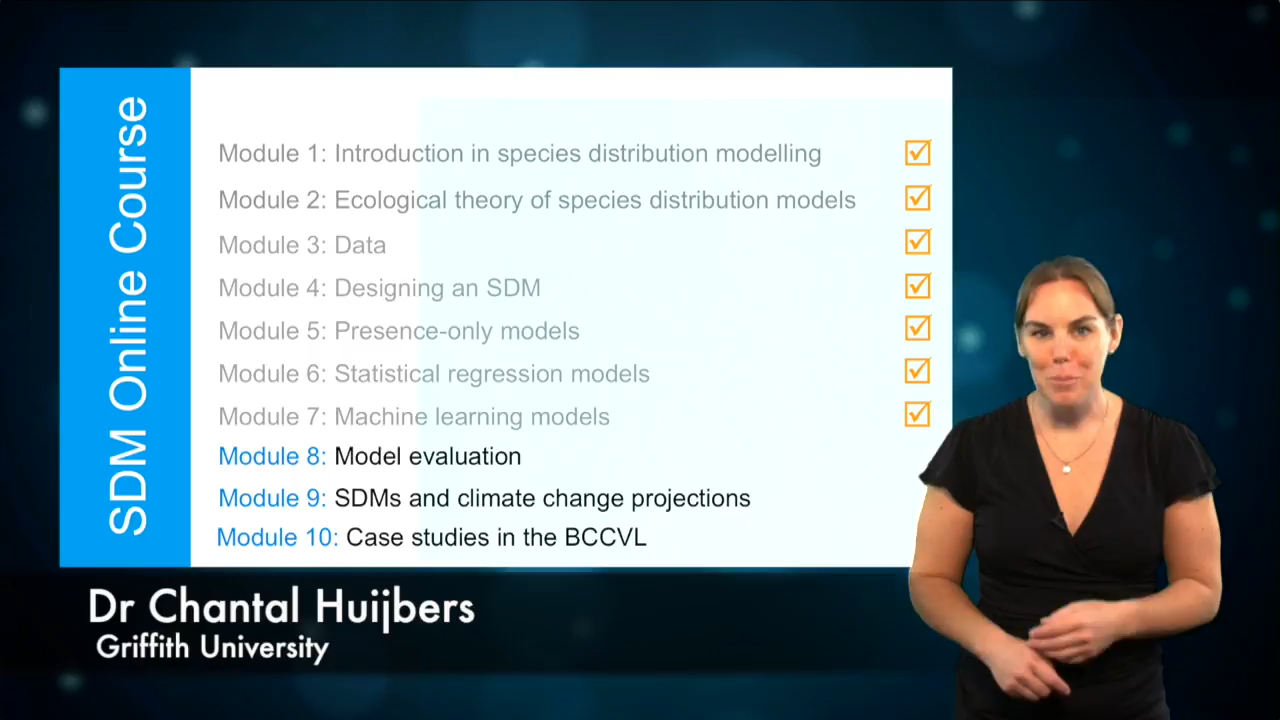 SDM Online Course
Module 1: Introduction in species distribution modelling
Module 2: Ecological theory of species distribution models
Module 3: Data
Module 4: Designing an SDM
Module 5: Presence-only models
Module 6: Statistical regression models
Module 7: Machine learning models
Module 8: Model evaluation
Module 9: SDMs and climate change projections
Module 10: Case studies in the BCCVL
Dr Chantal Huijbers
Griffith University